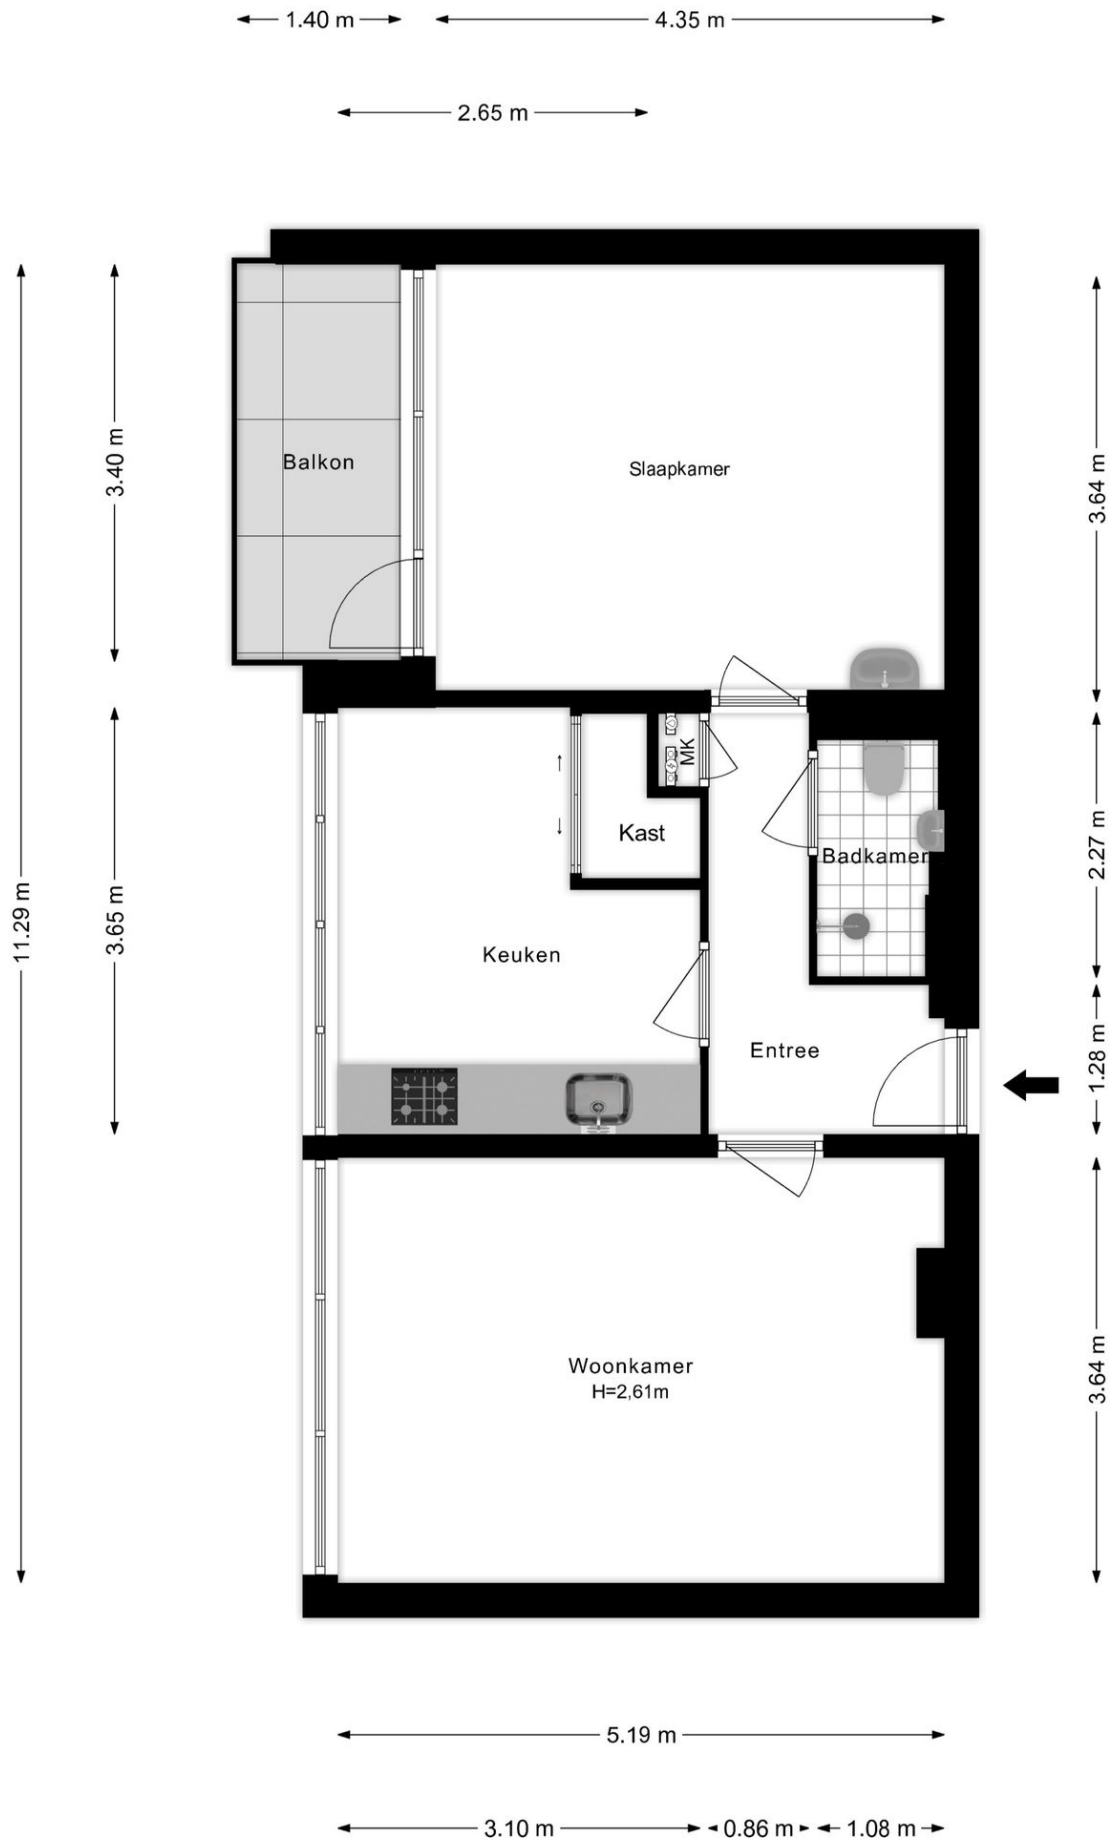 1.40 m
4.35 m
2.65 m
Balkon
Slaapkamer
3.40 m
3.64 m
MK
Kast
Badkamer
2.27 m
11.29 m
3.65 m
Keuken
Entree
1.28 m
Woonkamer
H=2,61m
3.64 m
5.19 m
3.10 m
0.86 m
1.08 m